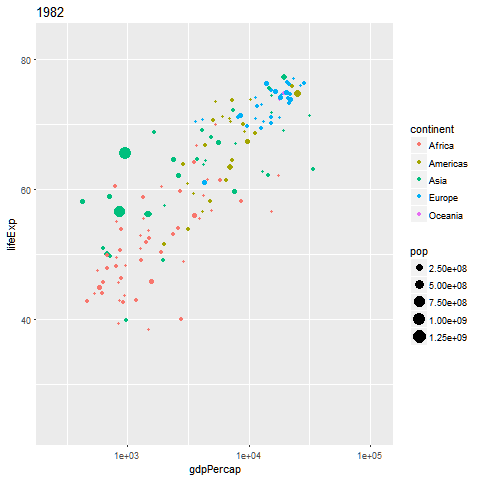 1982
80
60
40
lifeExp
1e+03
1e+04
1e+05
gdpPercap
continent
Africa
Americas
Asia
Europe
Oceania
pop
2.50e+08
5.00e+08
7.50e+08
1.00e+09
1.25e+09